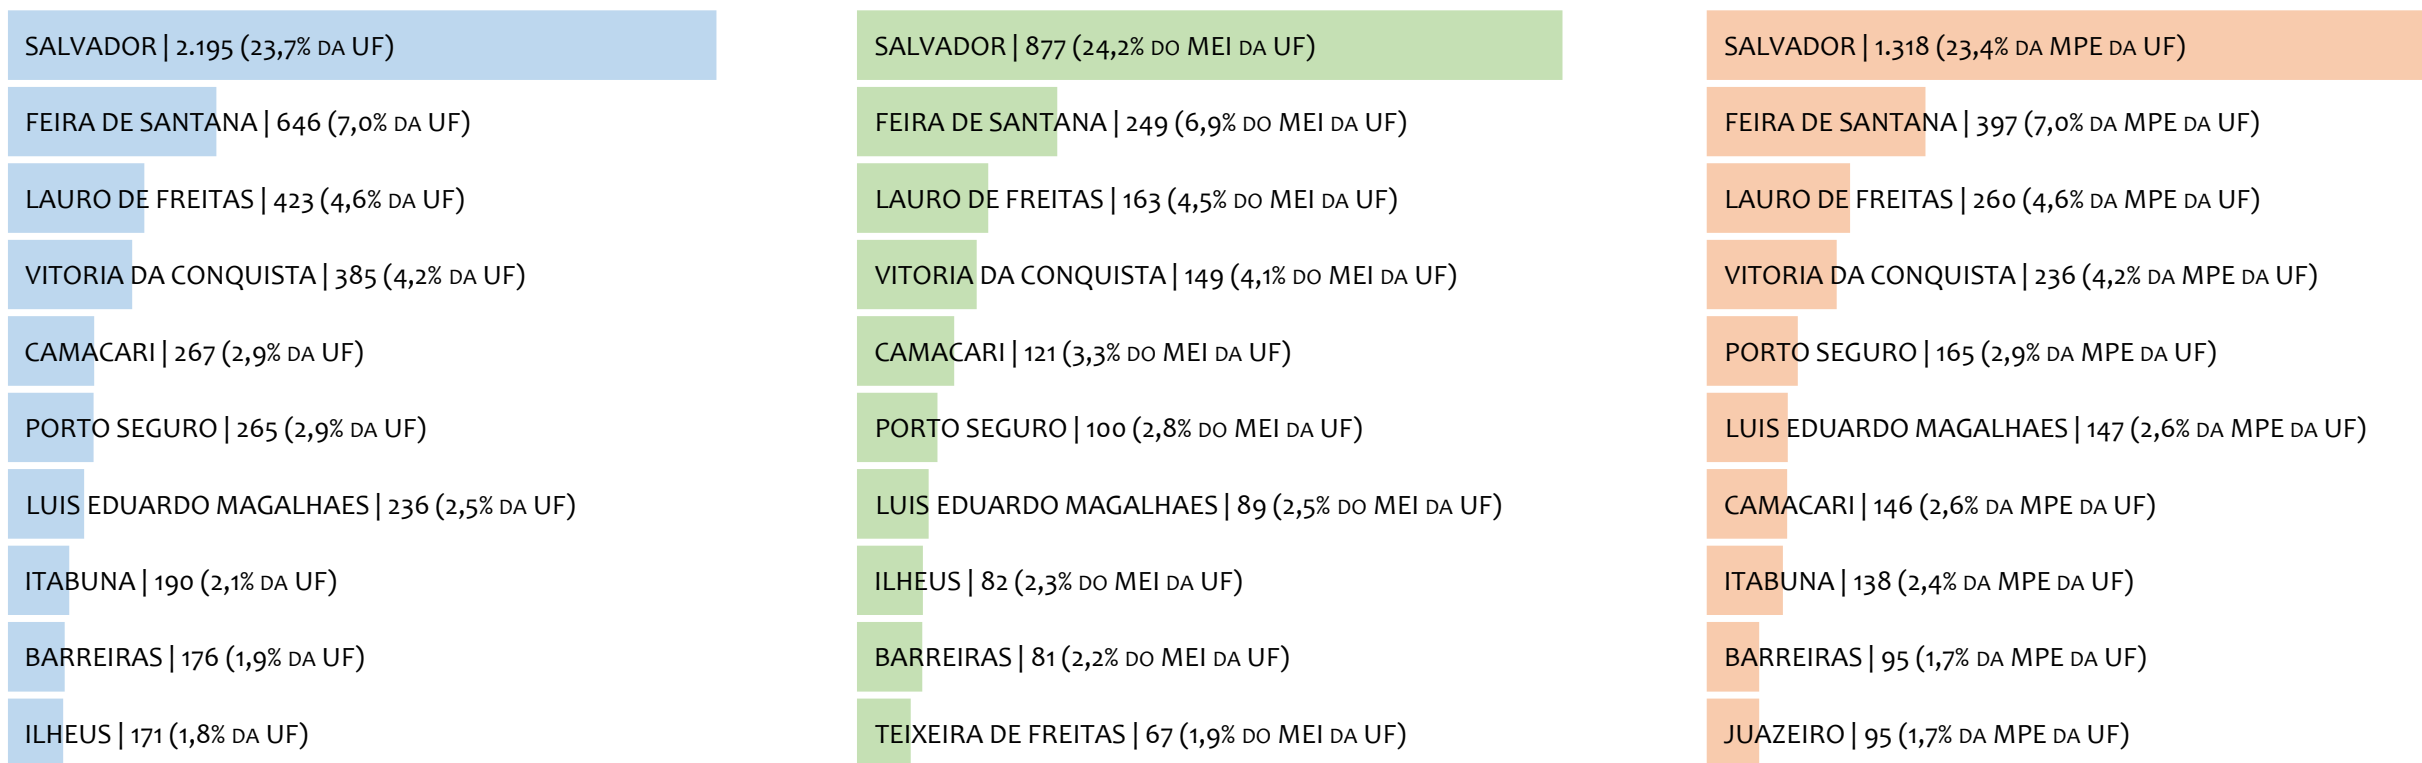 SALVADOR | 2.195 (23,7% DA UF)
FEIRA DE SANTANA | 646 (7,0% DA UF)
LAURO DE FREITAS | 423 (4,6% DA UF)
VITORIA DA CONQUISTA | 385 (4,2% DA UF)
CAMACARI | 267 (2,9% DA UF)
PORTO SEGURO | 265 (2,9% DA UF)
LUIS EDUARDO MAGALHAES | 236 (2,5% DA UF)
ITABUNA | 190 (2,1% DA UF)
BARREIRAS | 176 (1,9% DA UF)
ILHEUS | 171 (1,8% DA UF)
SALVADOR | 877 (24,2% DO MEI DA UF)
FEIRA DE SANTANA | 249 (6,9% DO MEI DA UF)
LAURO DE FREITAS | 163 (4,5% DO MEI DA UF)
VITORIA DA CONQUISTA | 149 (4,1% DO MEI DA UF)
CAMACARI | 121 (3,3% DO MEI DA UF)
PORTO SEGURO | 100 (2,8% DO MEI DA UF)
LUIS EDUARDO MAGALHAES | 89 (2,5% DO MEI DA UF)
ILHEUS | 82 (2,3% DO MEI DA UF)
BARREIRAS | 81 (2,2% DO MEI DA UF)
TEIXEIRA DE FREITAS | 67 (1,9% DO MEI DA UF)
SALVADOR | 1.318 (23,4% DA MPE DA UF)
FEIRA DE SANTANA | 397 (7,0% DA MPE DA UF)
LAURO DE FREITAS | 260 (4,6% DA MPE DA UF)
VITORIA DA CONQUISTA | 236 (4,2% DA MPE DA UF)
PORTO SEGURO | 165 (2,9% DA MPE DA UF)
LUIS EDUARDO MAGALHAES | 147 (2,6% DA MPE DA UF)
CAMACARI | 146 (2,6% DA MPE DA UF)
ITABUNA | 138 (2,4% DA MPE DA UF)
BARREIRAS | 95 (1,7% DA MPE DA UF)
JUAZEIRO | 95 (1,7% DA MPE DA UF)